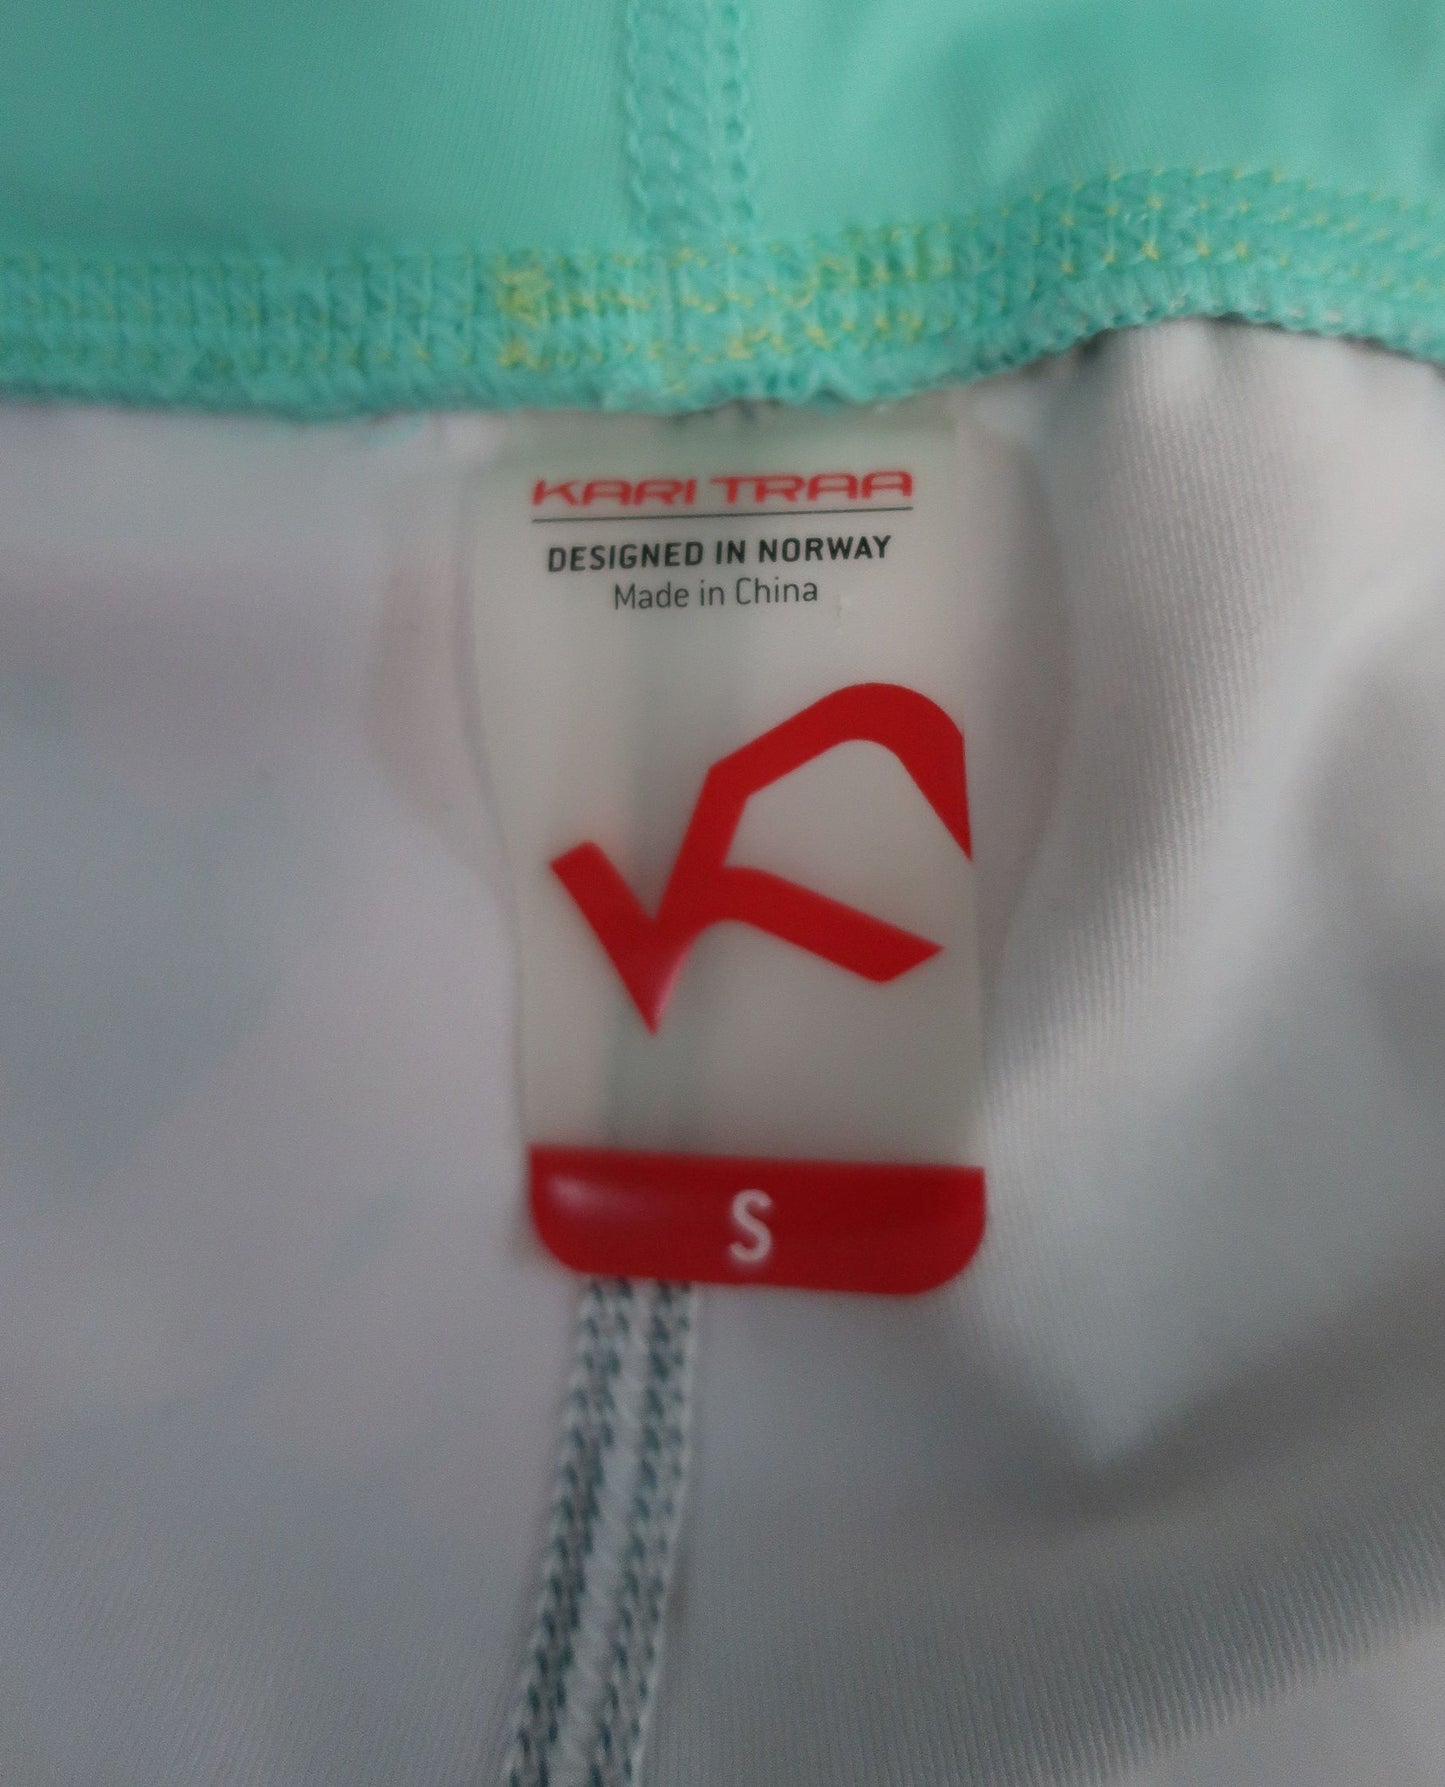 KARI TRAA
DESIGNED IN NORWAY
Made in China
S